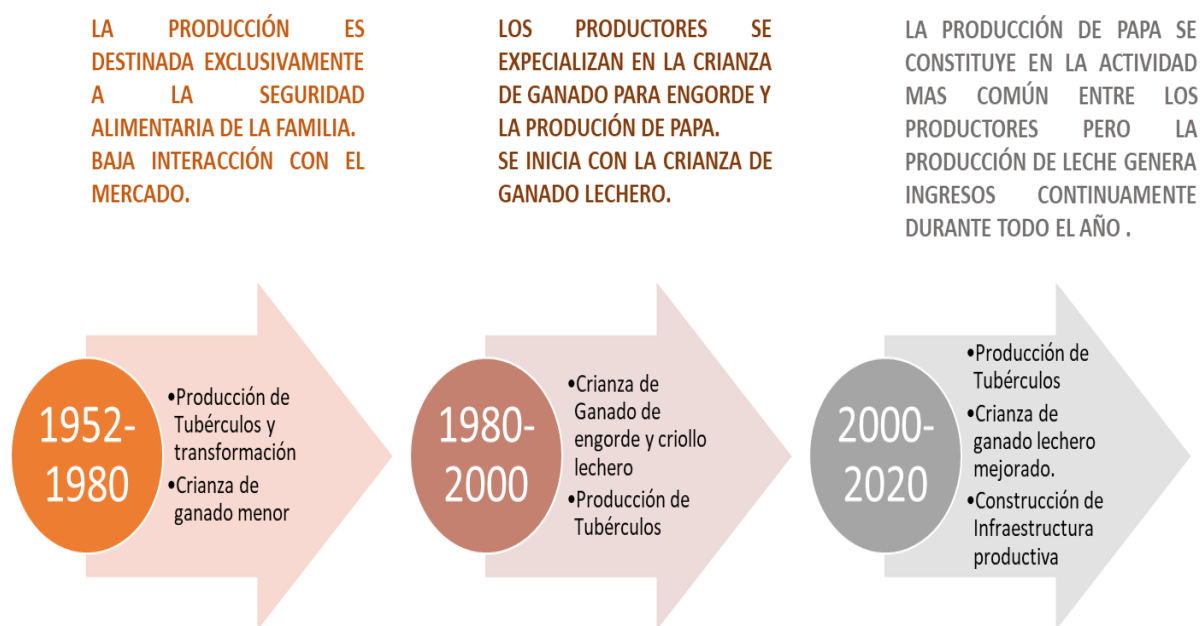 LA PRODUCCIÓN ES
DESTINADA EXCLUSIVAMENTE
A LA SEGURIDAD
ALIMENTARIA DE LA FAMILIA.
BAJA INTERACCIÓN CON EL
MERCADO.
LOS PRODUCTORES SE
EXPECIALIZAN EN LA CRIANZA
DE GANADO PARA ENGORDE Y
LA PRODUCIÓN DE PAPA.
SE INICIA CON LA CRIANZA DE
GANADO LECHERO.
LA PRODUCCIÓN DE PAPA SE
CONSTITUYE EN LA ACTIVIDAD
MAS COMÚN ENTRE LOS
PRODUCTORES PERO LA
PRODUCCIÓN DE LECHE GENERA
INGRESOS CONTINUAMENTE
DURANTE TODO EL AÑO .
1952-
1980
•Producción de
Tubérculos y
transformación
•Crianza de
ganado menor
1980-
2000
•Crianza de
Ganado de
engorde y criollo
lechero
•Producción de
Tubérculos
2000-
2020
•Producción de
Tubérculos
•Crianza de
ganado lechero
mejorado.
•Construcción de
Infraestructura
productiva